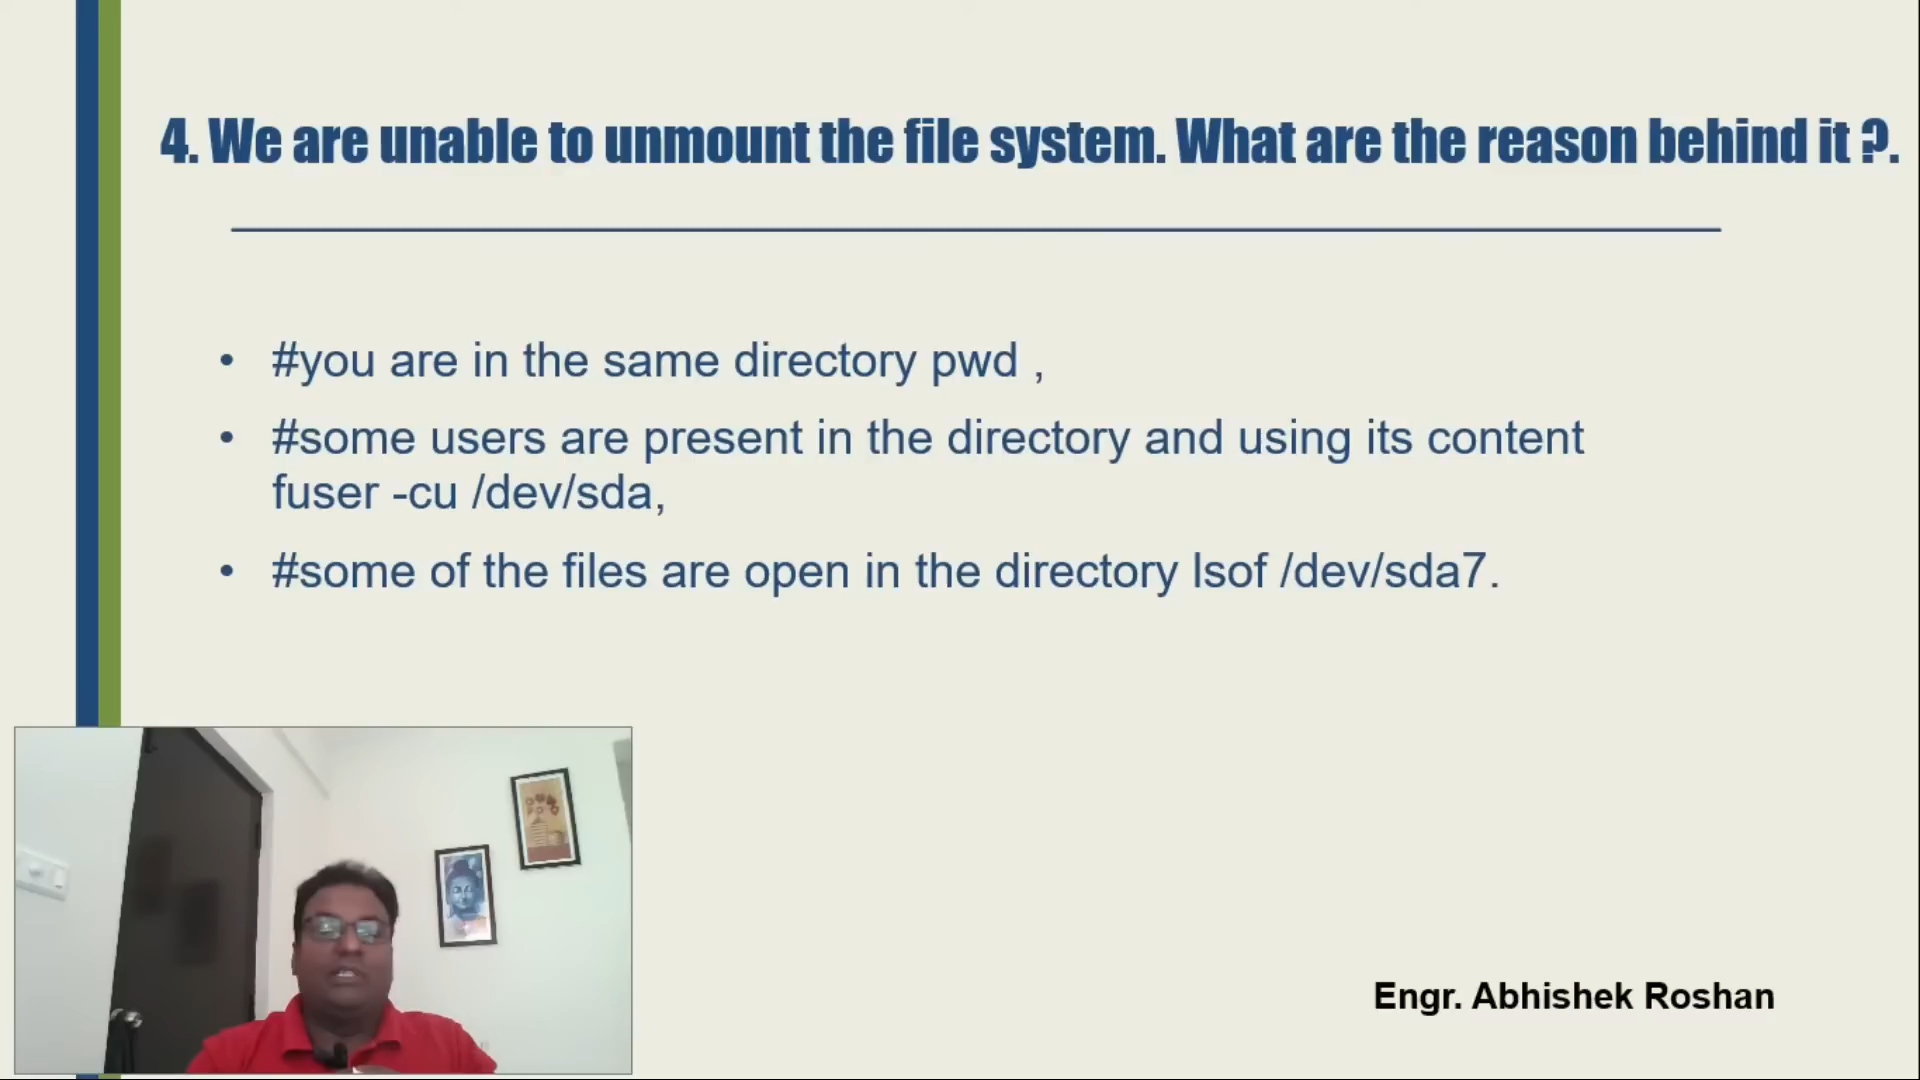 4. We are unable to unmount the file system. What are the reason behind it ?.
• #you are in the same directory pwd ,
• #some users are present in the directory and using its content
fuser -cu /dev/sda,
• #some of the files are open in the directory lsof /dev/sda7.
Engr. Abhishek Roshan